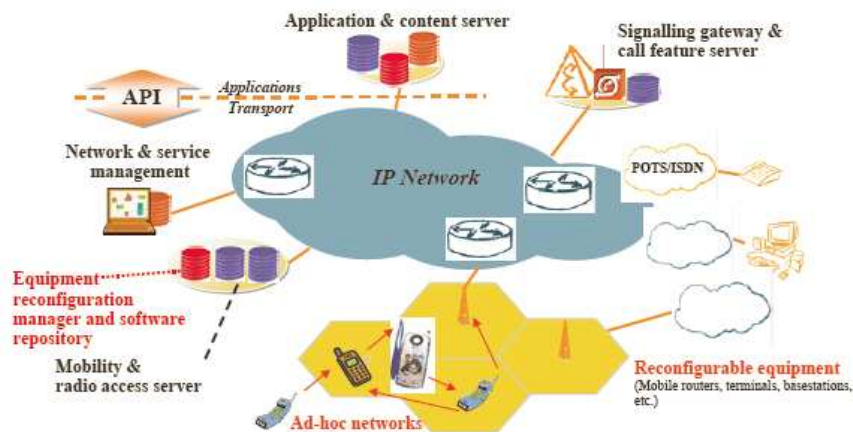 Application & content server
Signalling gateway &
call feature server
API
Applications
Transport
Network & service
management
IP Network
POTS/ISDN
Equipment
reconfiguration
manager and software
repository
Mobility &
radio access server
Ad-hoc networks
Reconfigurable equipment
(Mobile routers, terminals, basestations,
etc.)